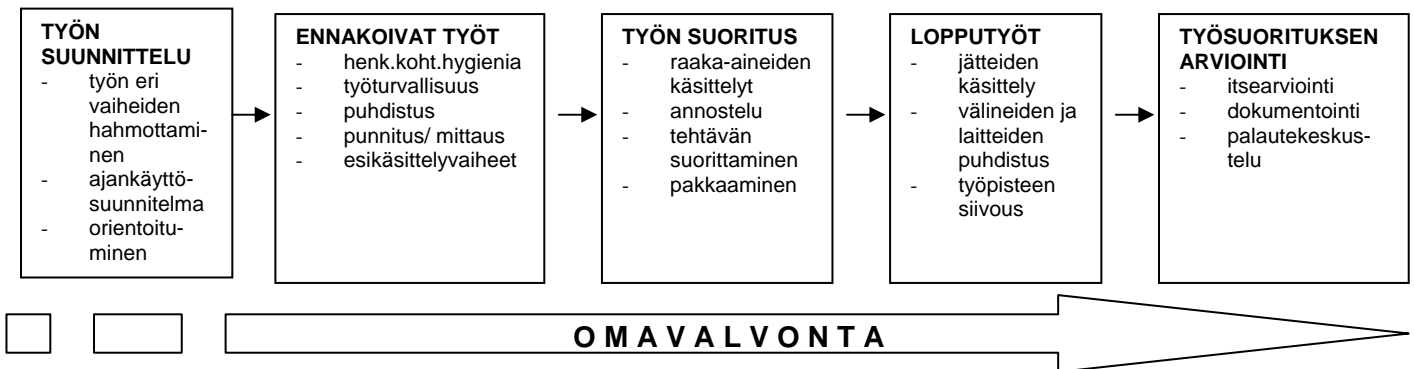 TYÖN
SUUNNITTELU
- työn eri
vaiheiden
hahmottami-
nen
- ajankäyttö-
suunnitelma
- orientoitu-
minen
ENNAKOIVAT TYÖT
- henk.koht.hygienia
- työturvallisuus
- puhdistus
- punnitus/ mittaus
- esikäsittelyvaiheet
TYÖN SUORITUS
- raaka-aineiden
käsittelyt
- annostelu
- tehtävän
suorittaminen
- pakkaaminen
LOPPUTYÖT
- jätteiden
käsittely
- välineiden ja
laitteiden
puhdistus
- työpisteen
siivous
TYÖSUORITUKSEN
ARVIOINTI
- itsearviointi
- dokumentointi
- palautekeskus-
telu
O M A V A L V O N T A